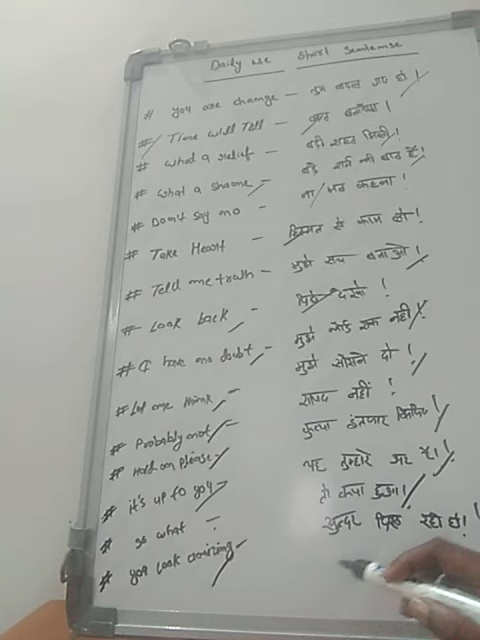 Daily use short sentemse
# you are change - तुम बदल गए हो!
# Time will Tell - वक्त बताएगा!
# what a relief - बड़ी राहत मिली!
# what a shame - बड़े शर्म की बात है!
# Don't say no - ना मत कहना!
# Take Heart - हिम्मत से काम लो!
# Tell me truth - मुझे सच बताओ!
# Look back - पीछे देखो!
# I have no doubt - मुझे कोई शक नहीं!
# Let me think - मुझे सोचने दो!
# Probably not - शायद नहीं!
# Hold on please - कृपया इंतजार कीजिए!
# it's up to you - यह तुम्हारे पर है!
# so what - तो क्या हुआ!
# you look amizing - सुन्दर दिख रही हो!